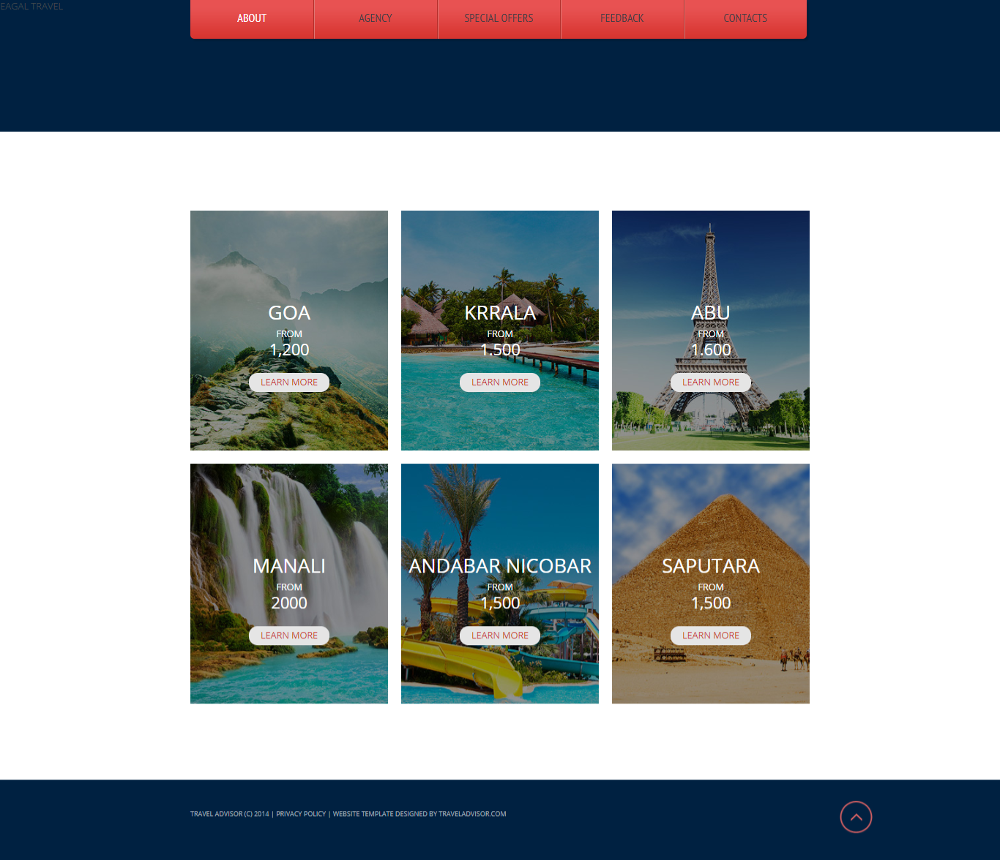 EAGAL TRAVEL
ABOUT
AGENCY
SPECIAL OFFERS
FEEDBACK
CONTACTS
GOA
FROM
1,200
LEARN MORE
KRRALA
FROM
1.500
LEARN MORE
ABU
FROM
1.600
LEARN MORE
MANALI
FROM
2000
LEARN MORE
ANDABAR NICOBAR
FROM
1,500
LEARN MORE
SAPUTARA
FROM
1,500
LEARN MORE
TRAVEL ADVISOR (C) 2014 | PRIVACY POLICY | WEBSITE TEMPLATE DESIGNED BY TRAVELADVISOR.COM